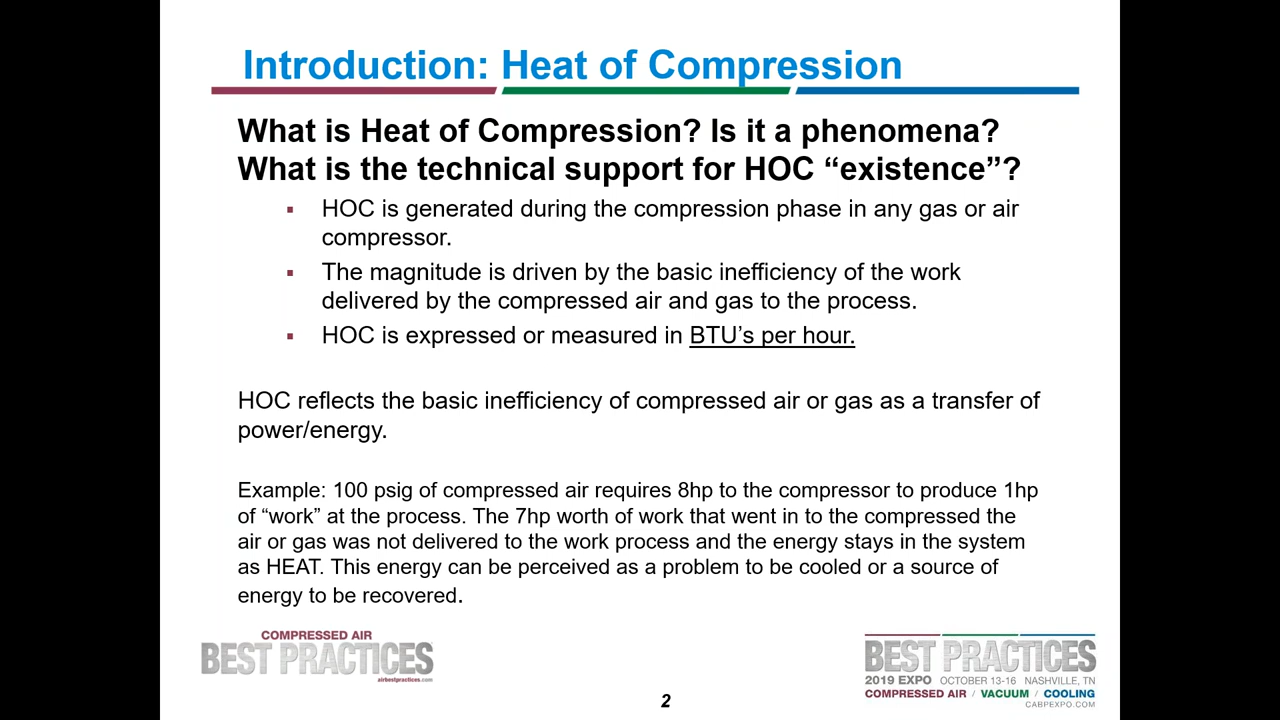 Introduction: Heat of Compression
What is Heat of Compression? Is it a phenomena?
What is the technical support for HOC “existence”?
▪ HOC is generated during the compression phase in any gas or air
compressor.
▪ The magnitude is driven by the basic inefficiency of the work
delivered by the compressed air and gas to the process.
▪ HOC is expressed or measured in BTU’s per hour.
HOC reflects the basic inefficiency of compressed air or gas as a transfer of
power/energy.
Example: 100 psig of compressed air requires 8hp to the compressor to produce 1hp
of “work” at the process. The 7hp worth of work that went in to the compressed the
air or gas was not delivered to the work process and the energy stays in the system
as HEAT. This energy can be perceived as a problem to be cooled or a source of
energy to be recovered.
COMPRESSED AIR
BEST PRACTICES
airbestpractices.com
BEST PRACTICES
2019 EXPO OCTOBER 13-16 NASHVILLE, TN
COMPRESSED AIR / VACUUM / COOLING
CABPEXPO.COM
2